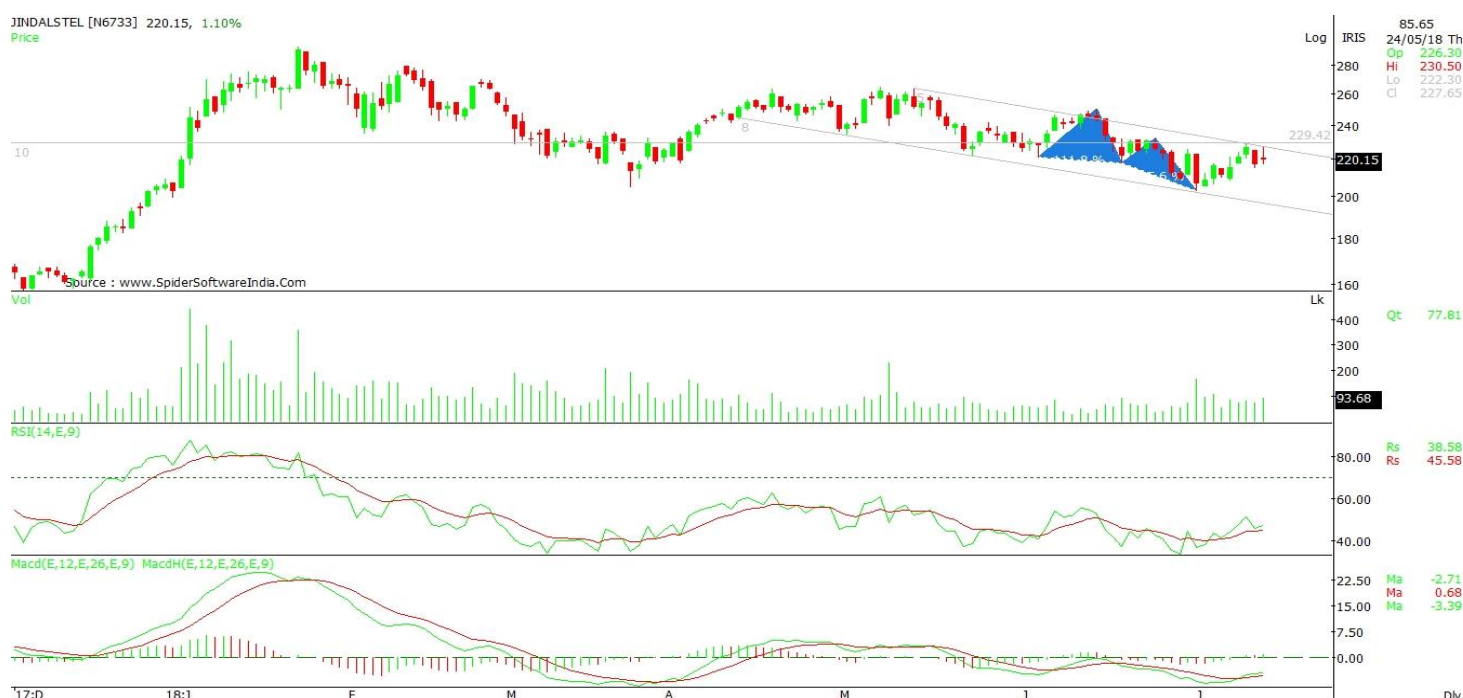 JINDALSTEL [N6733] 220.15, 1.10%
Price
Log
IRIS
85.65
24/05/18 Th
Op 226.30
Hi 230.50
Lo 222.30
Cl 227.65
280
260
240
229.42
220.15
200
180
160
10
8
Source : www.SpiderSoftwareIndia.Com
Vol
Lk
Qt 77.81
400
300
200
93.68
RSI(14,E,9)
Rs 38.58
Rs 45.58
80.00
60.00
40.00
Macd(E,12,E,26,E,9) MacdH(E,12,E,26,E,9)
Ma -2.71
Ma 0.68
Ma -3.39
22.50
15.00
7.50
0.00
17:D 18:1 F M A M J J Dly